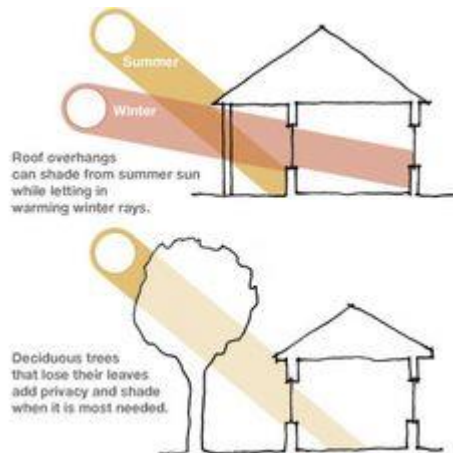 Summer
Winter
Roof overhangs
can shade from summer sun
while letting in
warming winter rays.
Deciduous trees
that lose their leaves
add privacy and shade
when it is most needed.